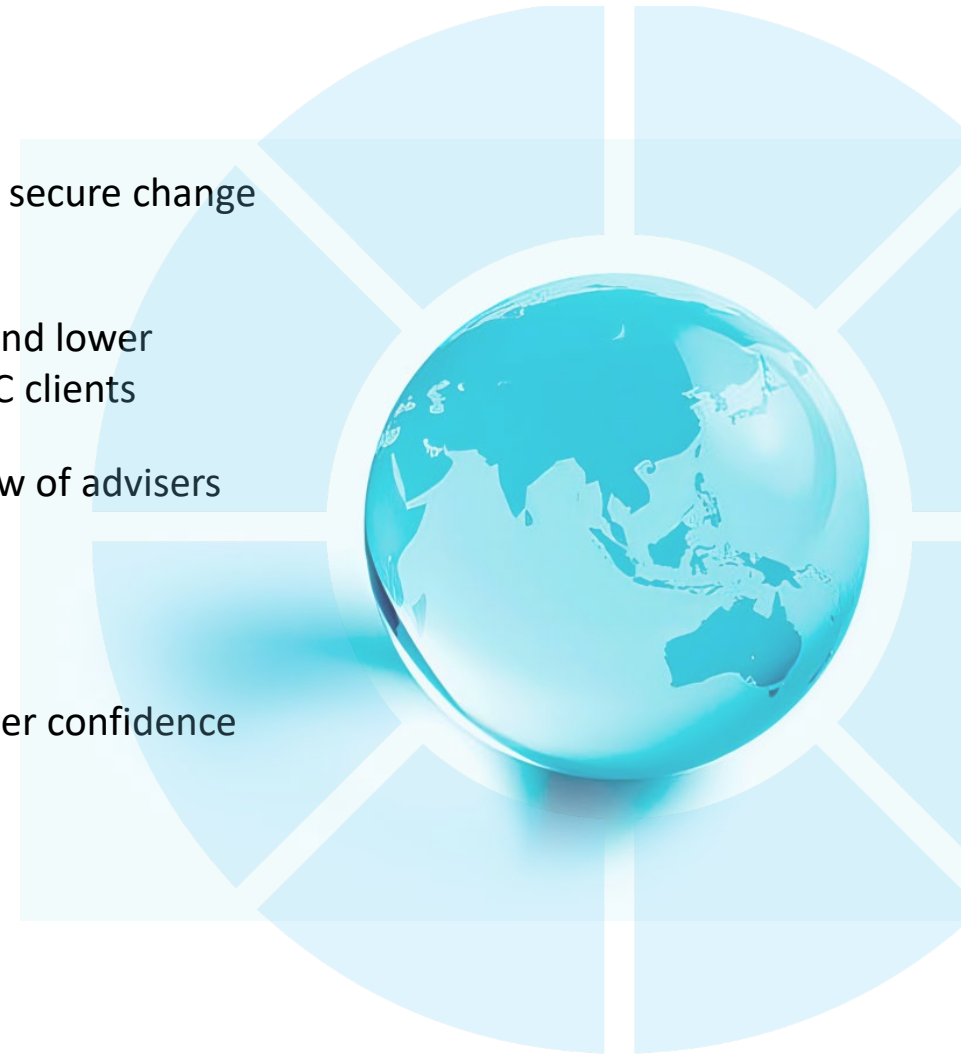 secure change
nd lower
C clients
w of advisers
er confidence